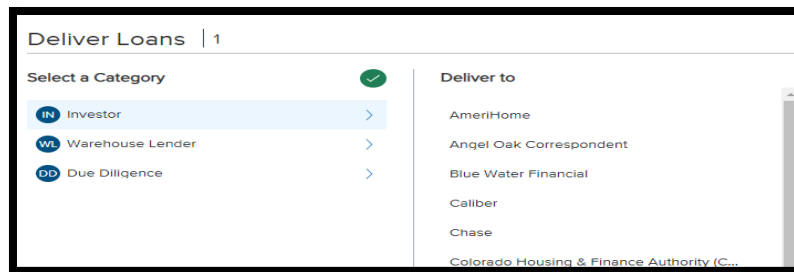 Deliver Loans | 1
Select a Category
IN Investor
WL Warehouse Lender
DD Due Diligence
Deliver to
AmeriHome
Angel Oak Correspondent
Blue Water Financial
Caliber
Chase
Colorado Housing & Finance Authority (C...